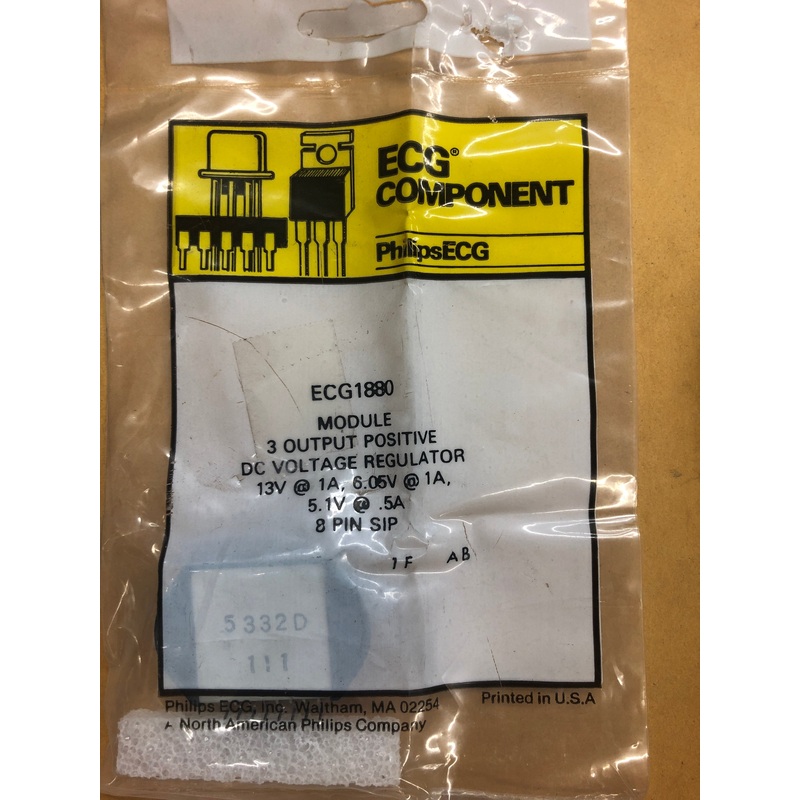 ECG®
COMPONENT
PhilipsECG
ECG1880
MODULE
3 OUTPUT POSITIVE
DC VOLTAGE REGULATOR
13V @ 1A, 6.05V @ 1A,
5.1V @ .5A
8 PIN SIP
1F AB
5332D
111
Philips ECG, Inc. Waltham, MA 02254
A North American Philips Company
Printed in U.S.A